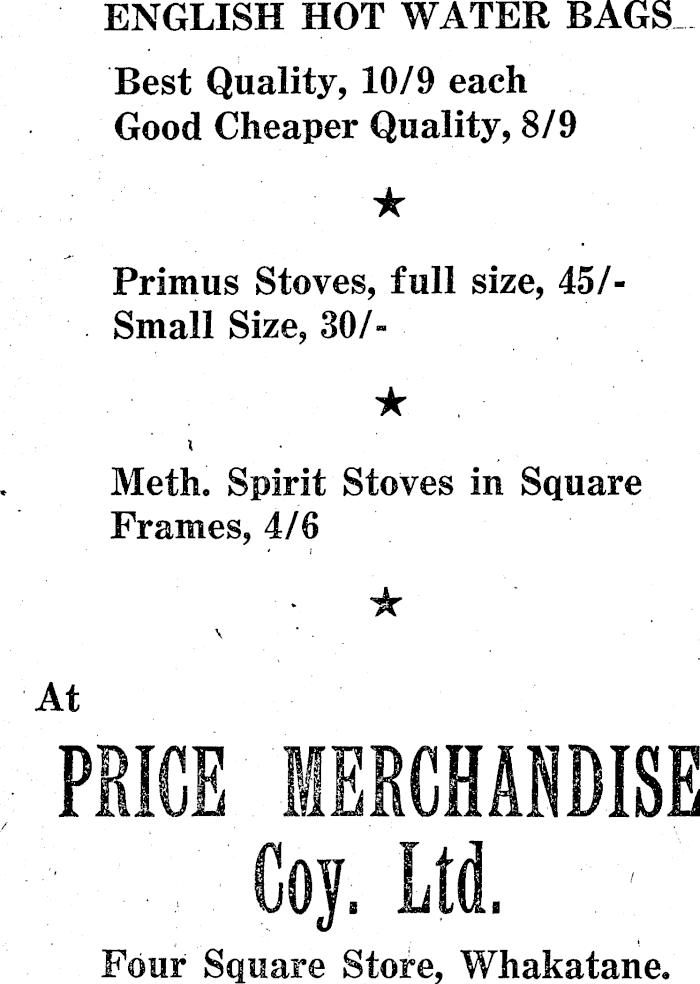 ENGLISH HOT WATER BAGS
Best Quality, 10/9 each
Good Cheaper Quality, 8/9
★
Primus Stoves, full size, 45/-
Small Size, 30/-
★
Meth. Spirit Stoves in Square
Frames, 4/6
★
At
PRICE MERCHANDISE
Coy. Ltd.
Four Square Store, Whakatane.